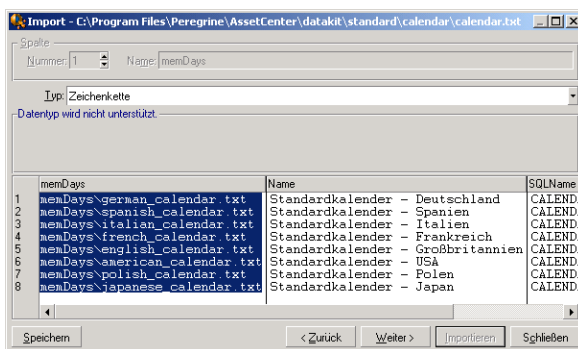 Import - C:\Program Files\Peregrine\AssetCenter\datakit\standard\calendar\calendar.txt
Spalte
Nummer: 1 Name: memDays
Typ: Zeichenkette
Datentyp wird nicht unterstützt.
memDays Name SQLName
1 memDays\german_calendar.txt Standardkalender - Deutschland CALEND
2 memDays\spanish_calendar.txt Standardkalender - Spanien CALEND
3 memDays\italian_calendar.txt Standardkalender - Italien CALEND
4 memDays\french_calendar.txt Standardkalender - Frankreich CALEND
5 memDays\english_calendar.txt Standardkalender - Großbritannien CALEND
6 memDays\american_calendar.txt Standardkalender - USA CALEND
7 memDays\polish_calendar.txt Standardkalender - Polen CALEND
8 memDays\japanese_calendar.txt Standardkalender - Japan CALEND
Speichern < Zurück Weiter > Importieren Schließen